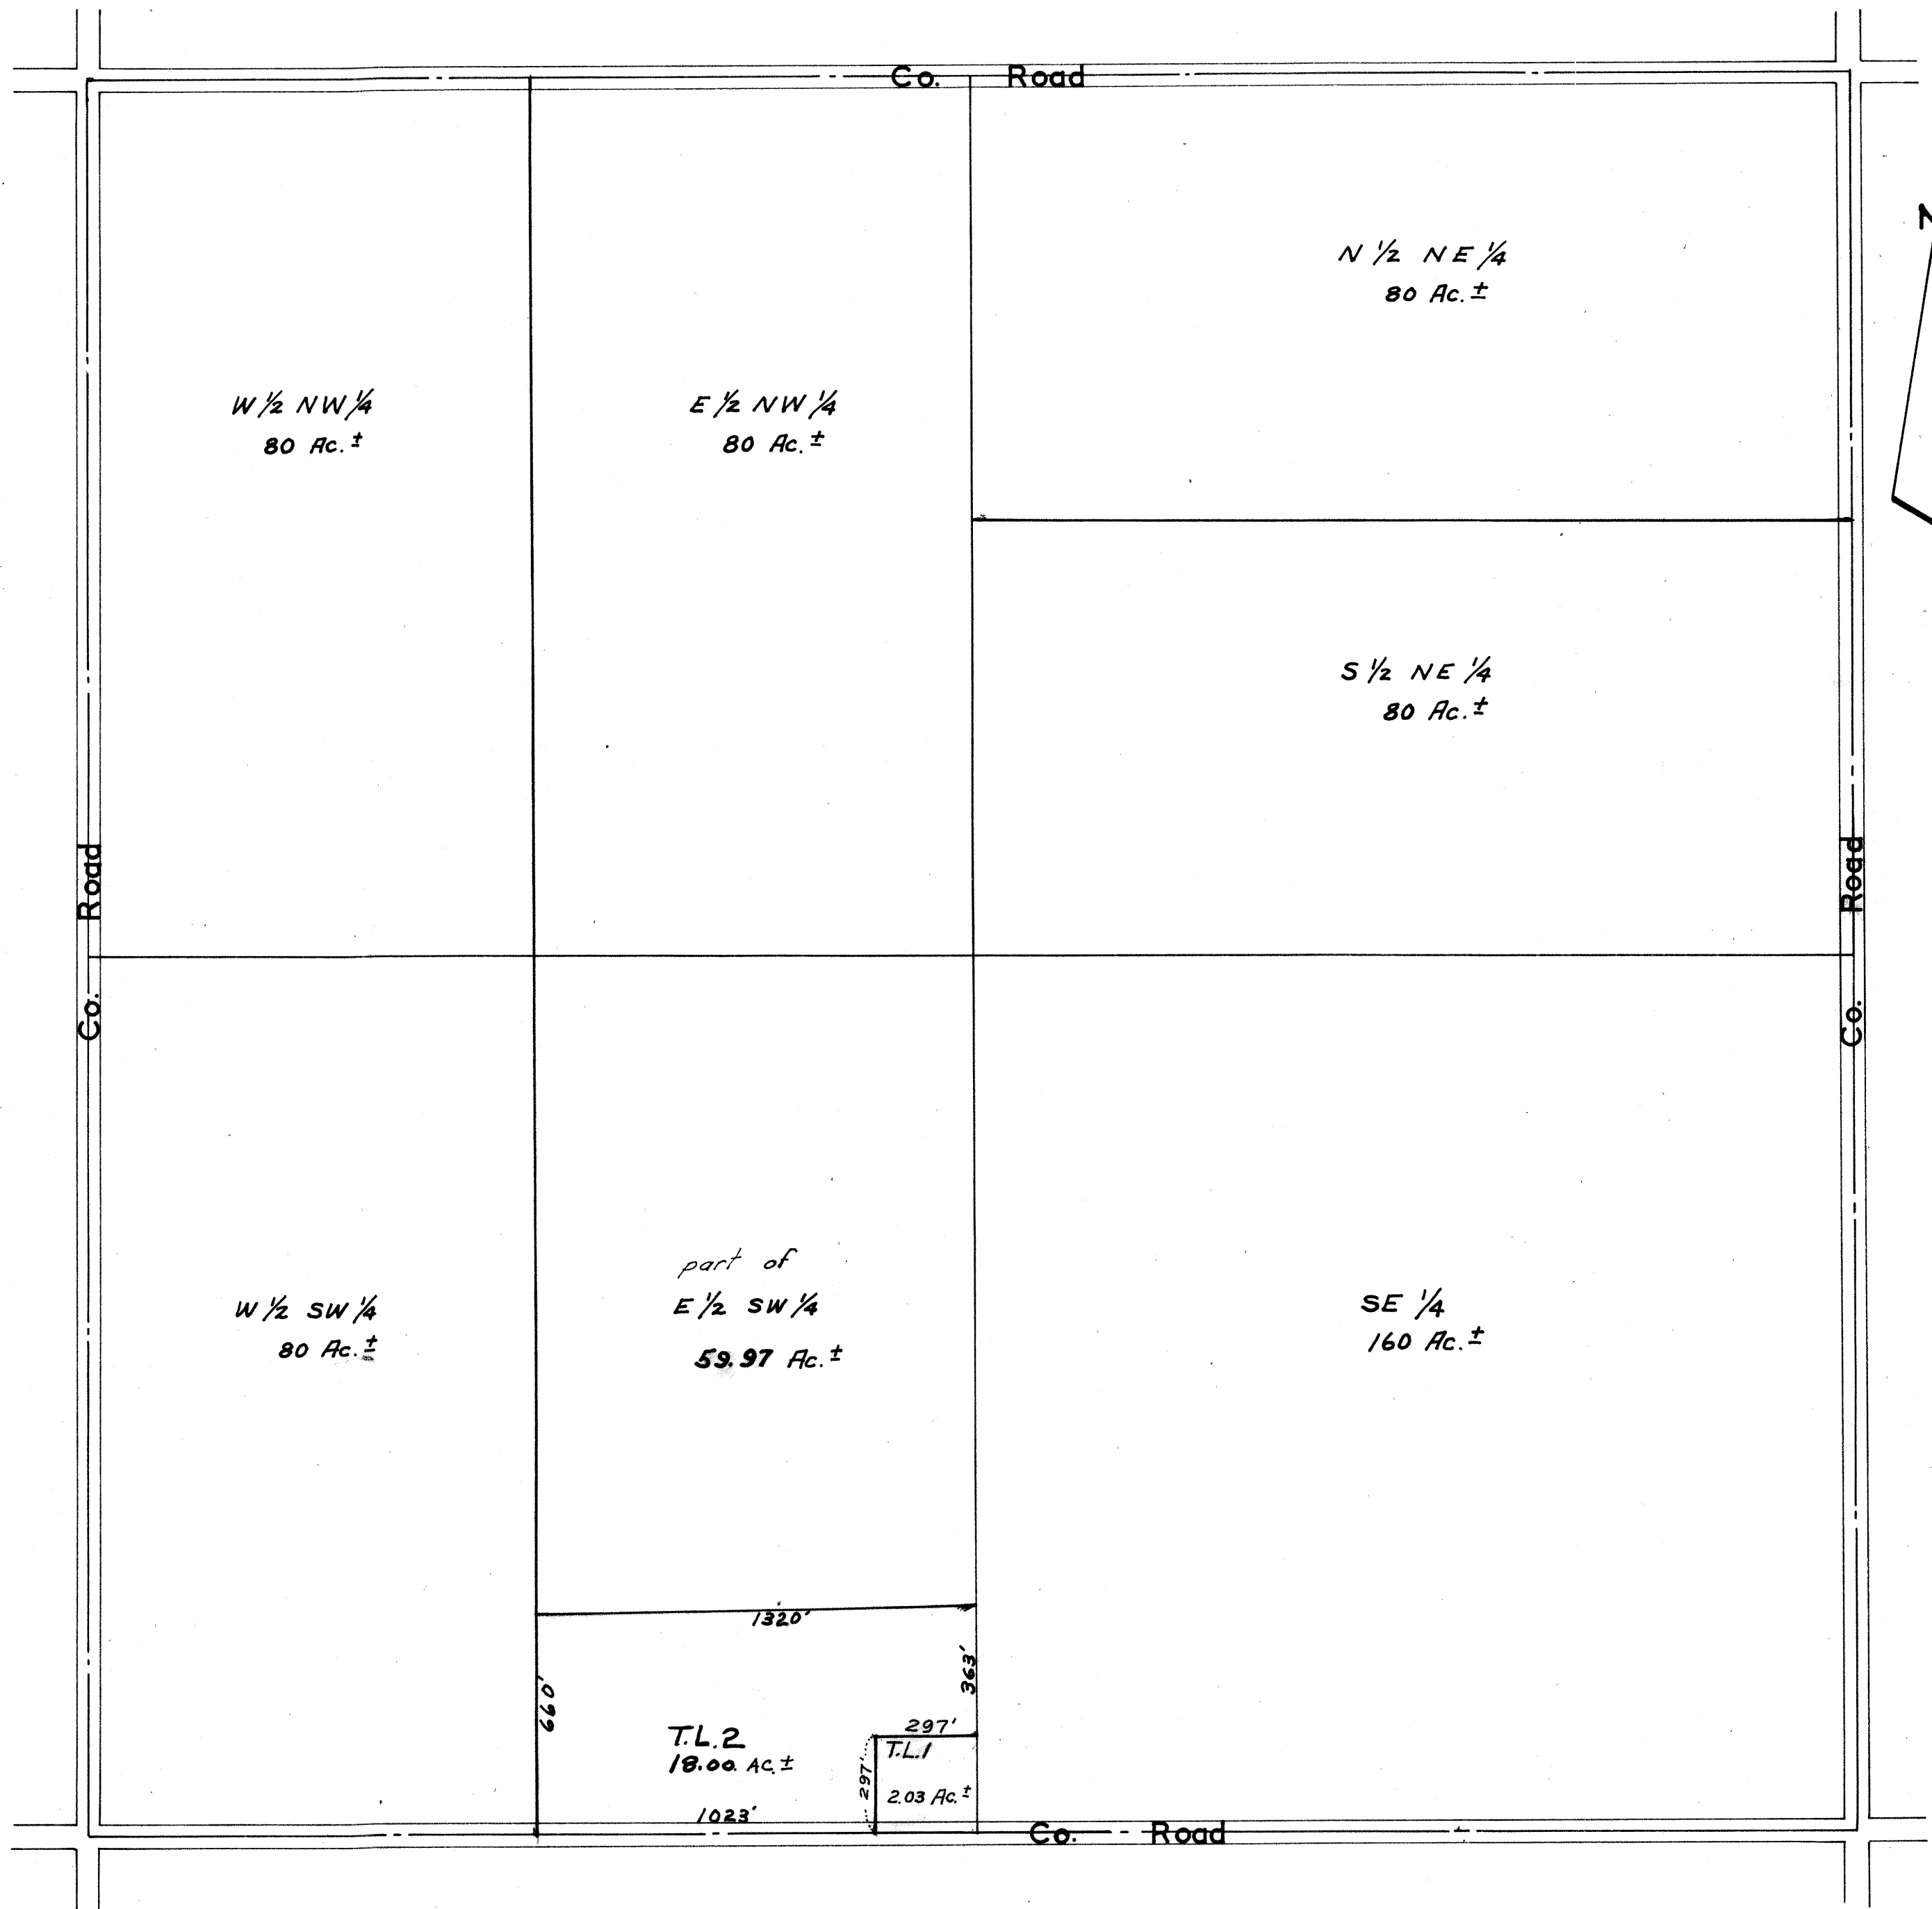 Co. Road
N
N 1/2 NE 1/4
80 Ac. ±
W 1/2 NW 1/4
80 Ac. ±
E 1/2 NW 1/4
80 Ac. ±
S 1/2 NE 1/4
80 Ac. ±
Co. Road
Co. Road
part of
E 1/2 SW 1/4
59.97 Ac. ±
W 1/2 SW 1/4
80 Ac. ±
SE 1/4
160 Ac. ±
1320'
363'
660'
297'
T.L.2
18.00. AC. ±
T.L.1
297'
2.03 Ac. ±
1023'
Co. Road